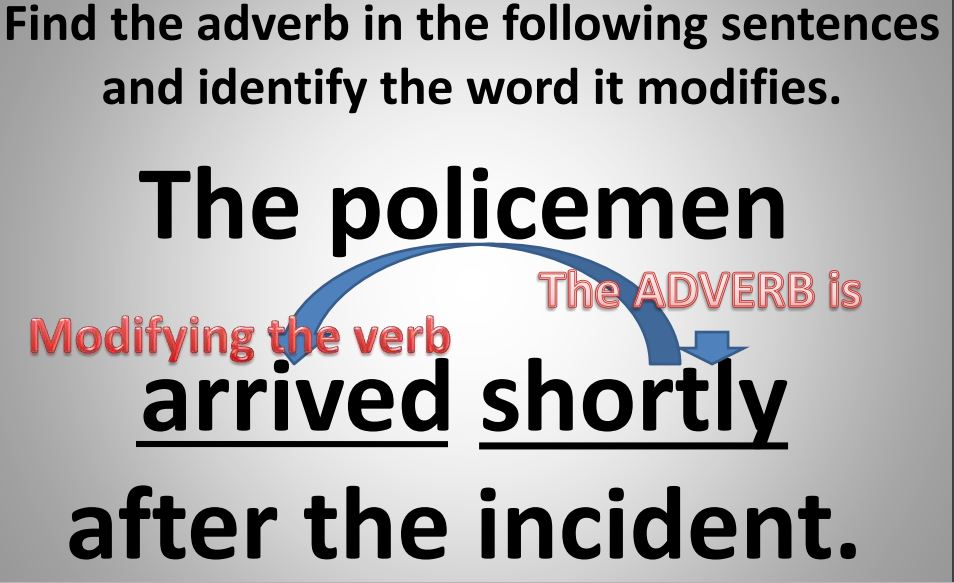 Find the adverb in the following sentences
and identify the word it modifies.
The policemen
The ADVERB is
Modifying the verb
arrived shortly
after the incident.